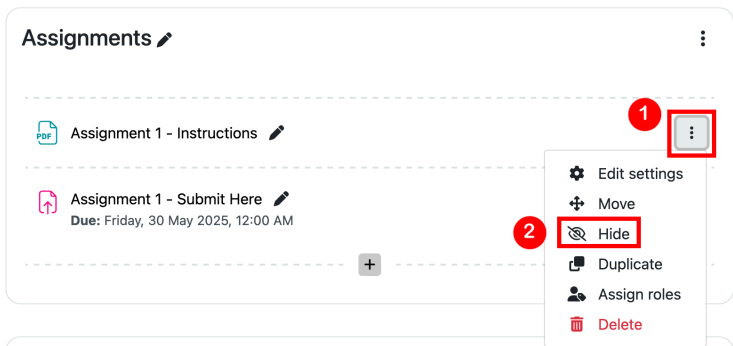 Assignments
1
PDF
Assignment 1 - Instructions
Edit settings
Assignment 1 - Submit Here
Move
Due: Friday, 30 May 2025, 12:00 AM
2
Hide
Duplicate
Assign roles
Delete